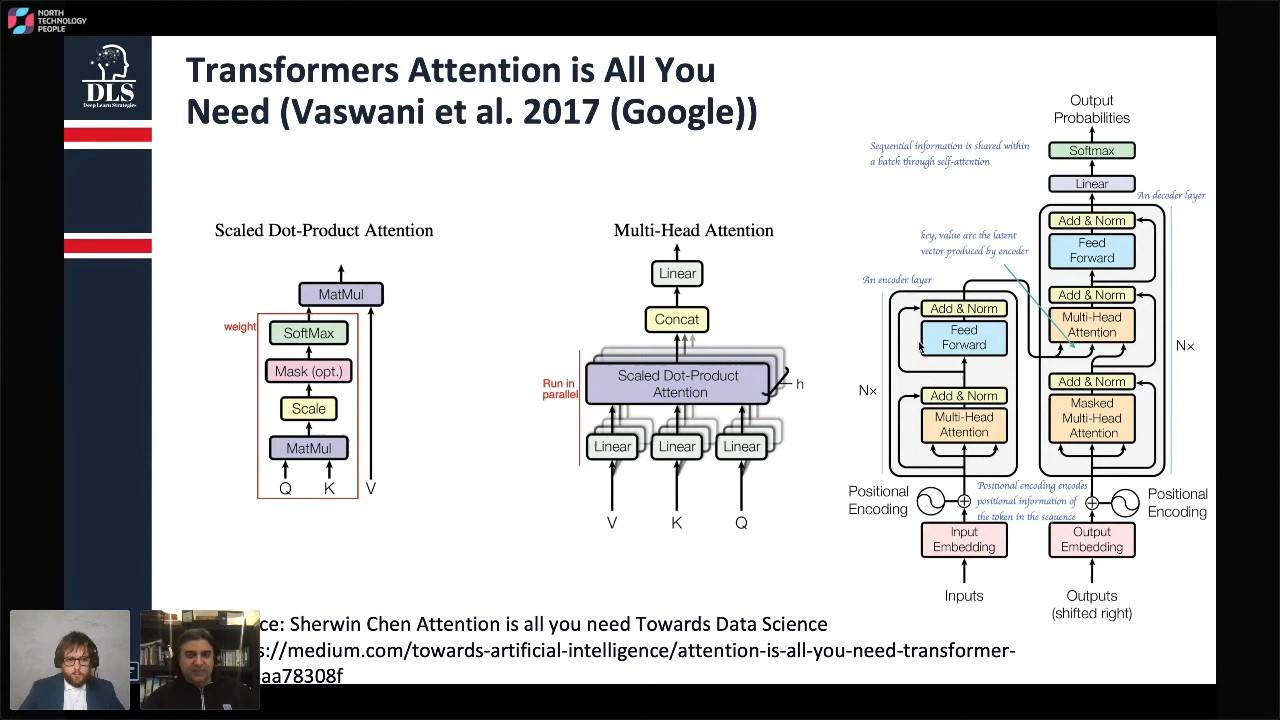 NORTH
TECHNOLOGY
PEOPLE
DLS
Deep Learn Strategies
Transformers Attention is All You
Need (Vaswani et al. 2017 (Google))
Scaled Dot-Product Attention
MatMul
weight
SoftMax
Mask (opt.)
Scale
MatMul
Q K V
Multi-Head Attention
Linear
Concat
Run in
parallel
Scaled Dot-Product
Attention
h
Linear Linear Linear
V K Q
Output
Probabilities
Softmax
Sequential information is shared within
a batch through self-attention
Linear
An decoder layer
Add & Norm
Feed
Forward
key, value are the latent
vector produced by encoder
Add & Norm
Multi-Head
Attention
N×
Add & Norm
Masked
Multi-Head
Attention
An encoder layer
Add & Norm
Feed
Forward
N×
Add & Norm
Multi-Head
Attention
Positional
Encoding
Positional encoding encodes
positional information of
the token in the sequence
Positional
Encoding
Input
Embedding
Output
Embedding
Inputs
Outputs
(shifted right)
ce: Sherwin Chen Attention is all you need Towards Data Science
s://medium.com/towards-artificial-intelligence/attention-is-all-you-need-transformer-
aa78308f